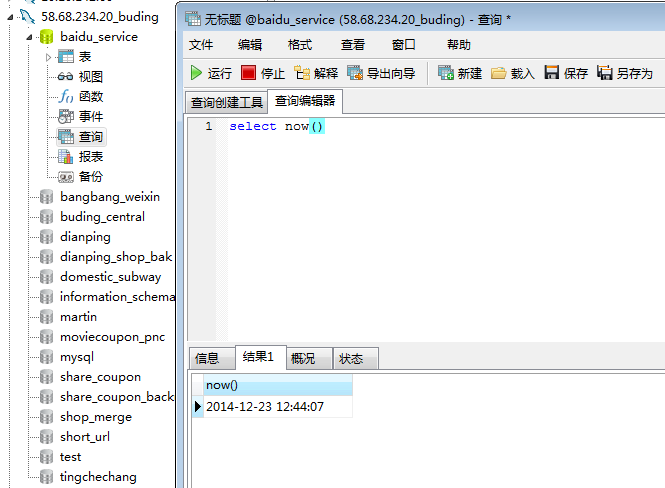 58.68.234.20_buding
baidu_service
表
视图
函数
事件
查询
报表
备份
bangbang_weixin
buding_central
dianping
dianping_shop_bak
domestic_subway
information_schema
martin
moviecoupon_pnc
mysql
share_coupon
share_coupon_back
shop_merge
short_url
test
tingchechang
无标题 @baidu_service (58.68.234.20_buding) - 查询 *
文件 编辑 格式 查看 窗口 帮助
运行 停止 解释 导出向导 新建 载入 保存 另存为
查询创建工具 查询编辑器
1 select now()
信息 结果1 概况 状态
now()
2014-12-23 12:44:07